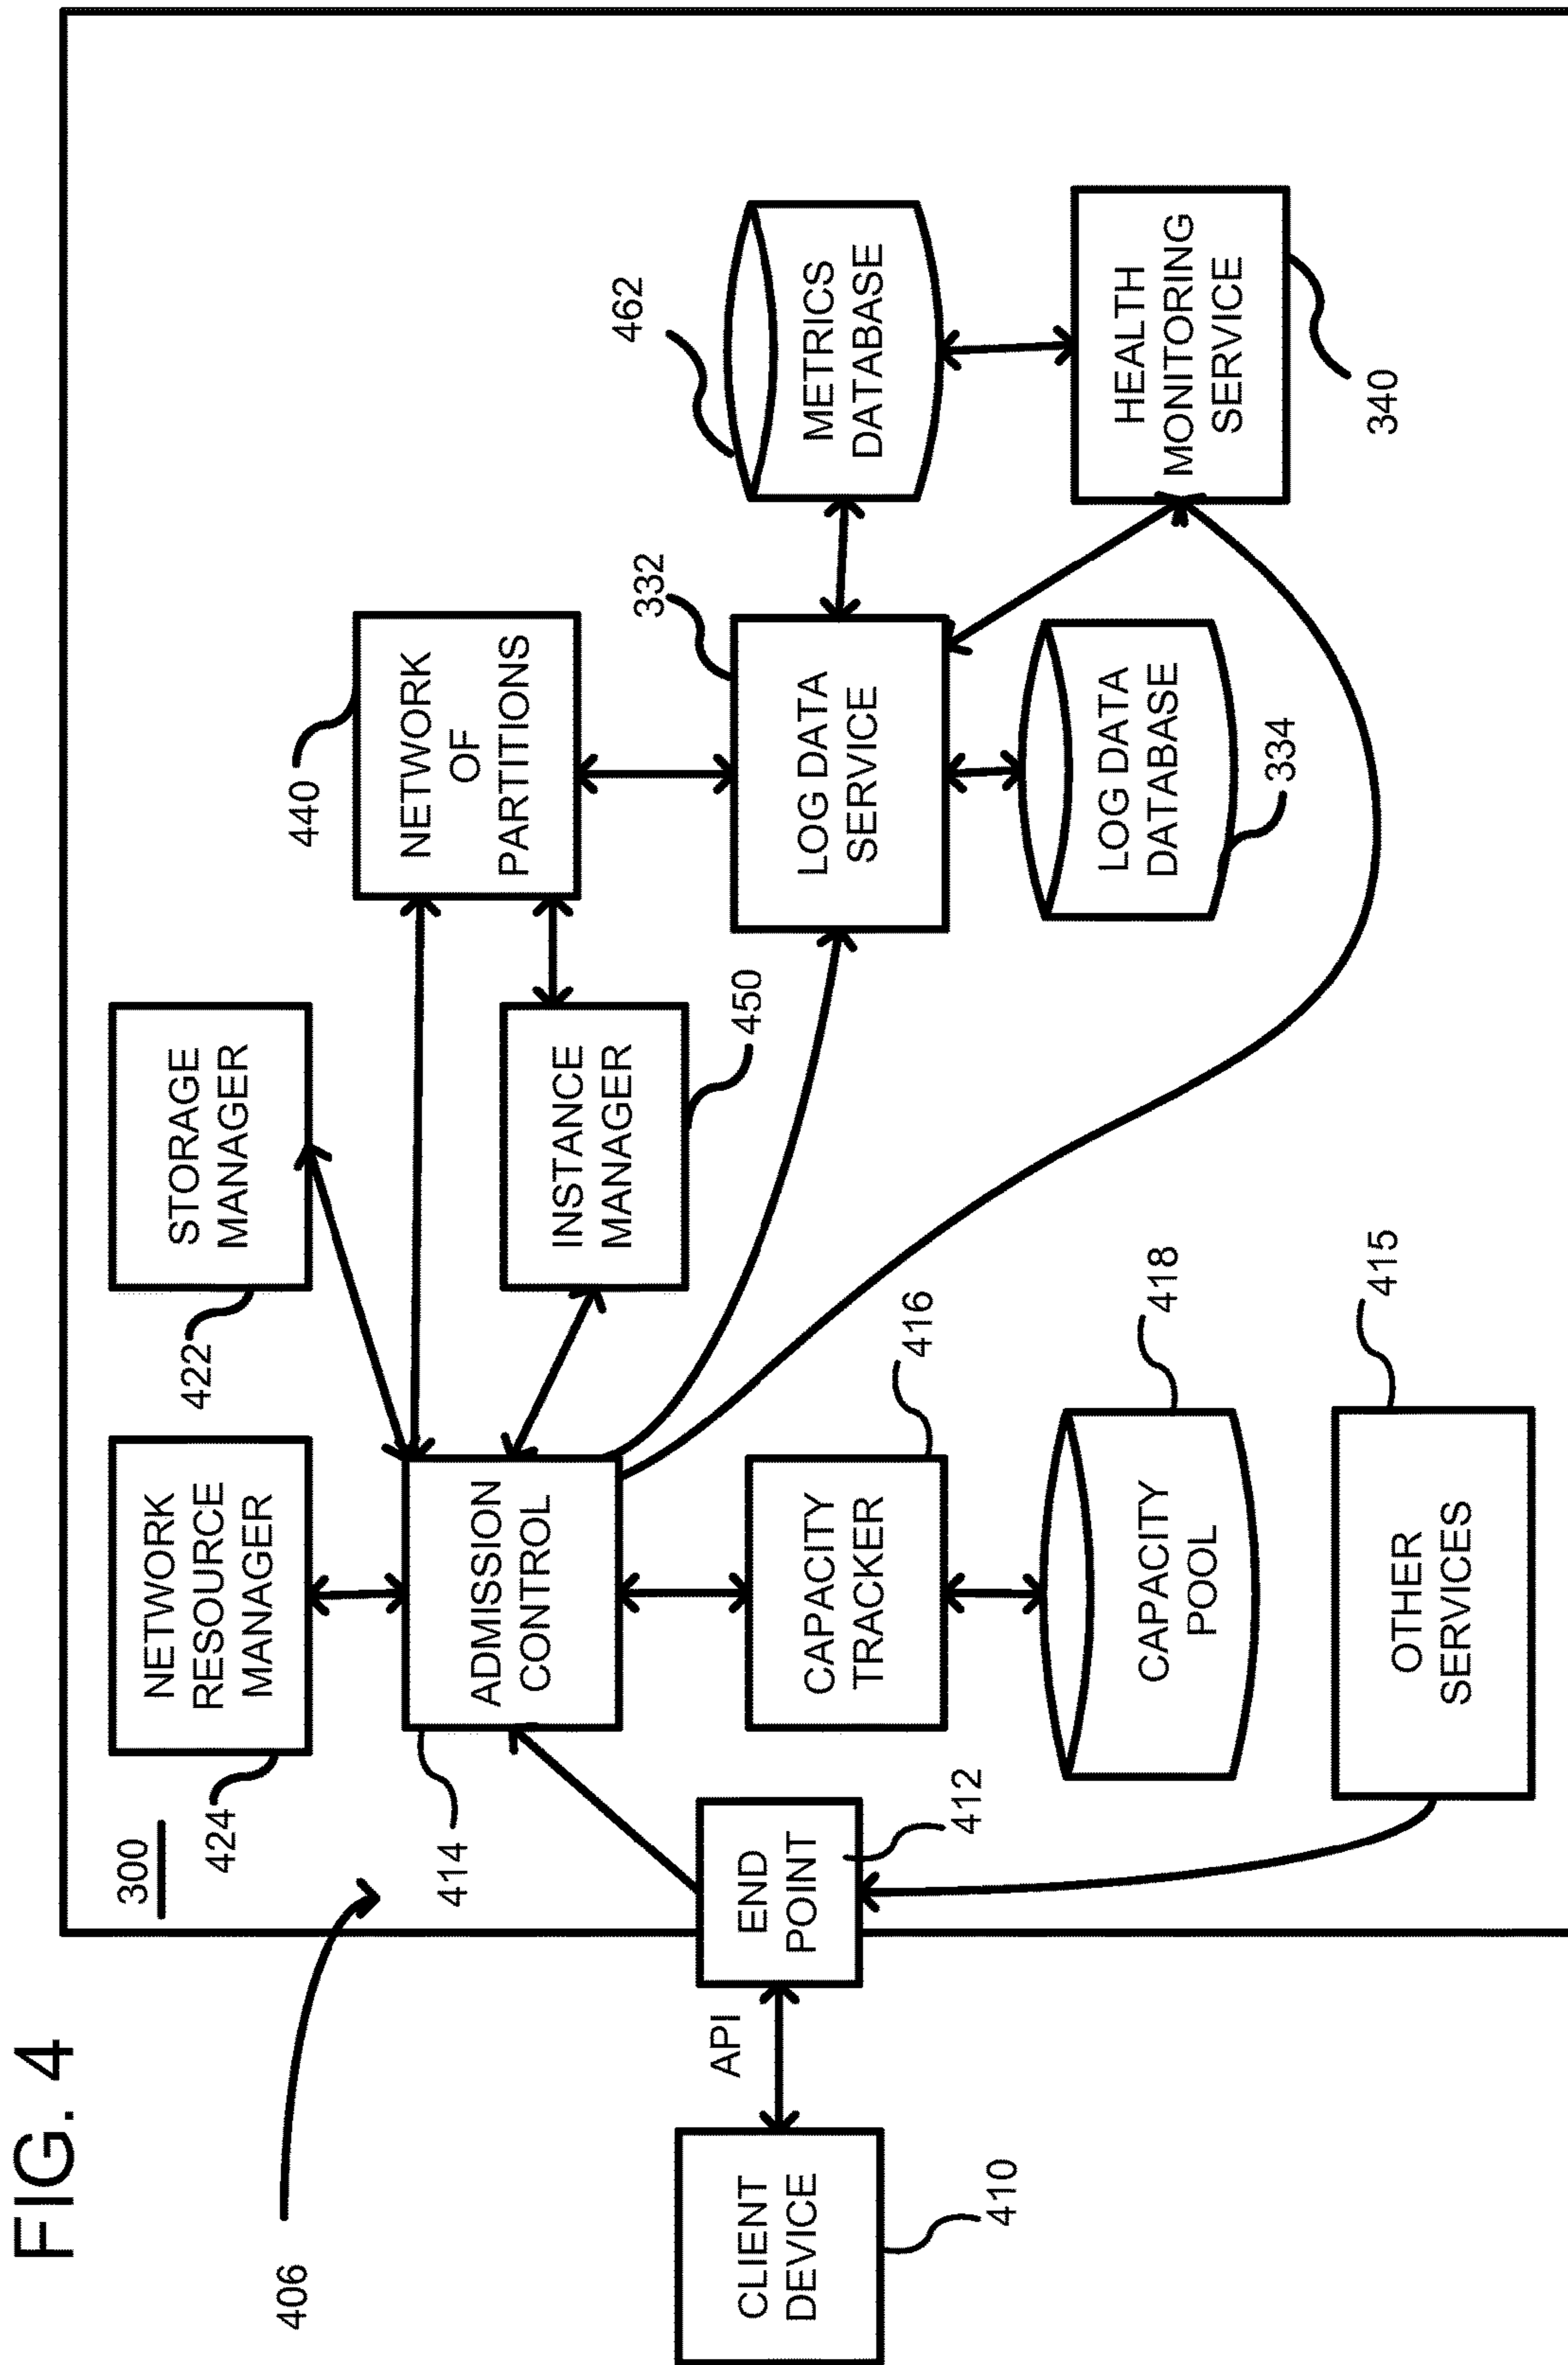 FIG. 4
406
300
424
NETWORK
RESOURCE
MANAGER
422
STORAGE
MANAGER
440
NETWORK
OF
PARTITIONS
414
ADMISSION
CONTROL
INSTANCE
MANAGER
450
332
LOG DATA
SERVICE
462
METRICS
DATABASE
CLIENT
DEVICE
410
API
END
POINT
412
CAPACITY
TRACKER
416
CAPACITY
POOL
418
LOG DATA
DATABASE
334
HEALTH
MONITORING
SERVICE
340
OTHER
SERVICES
415